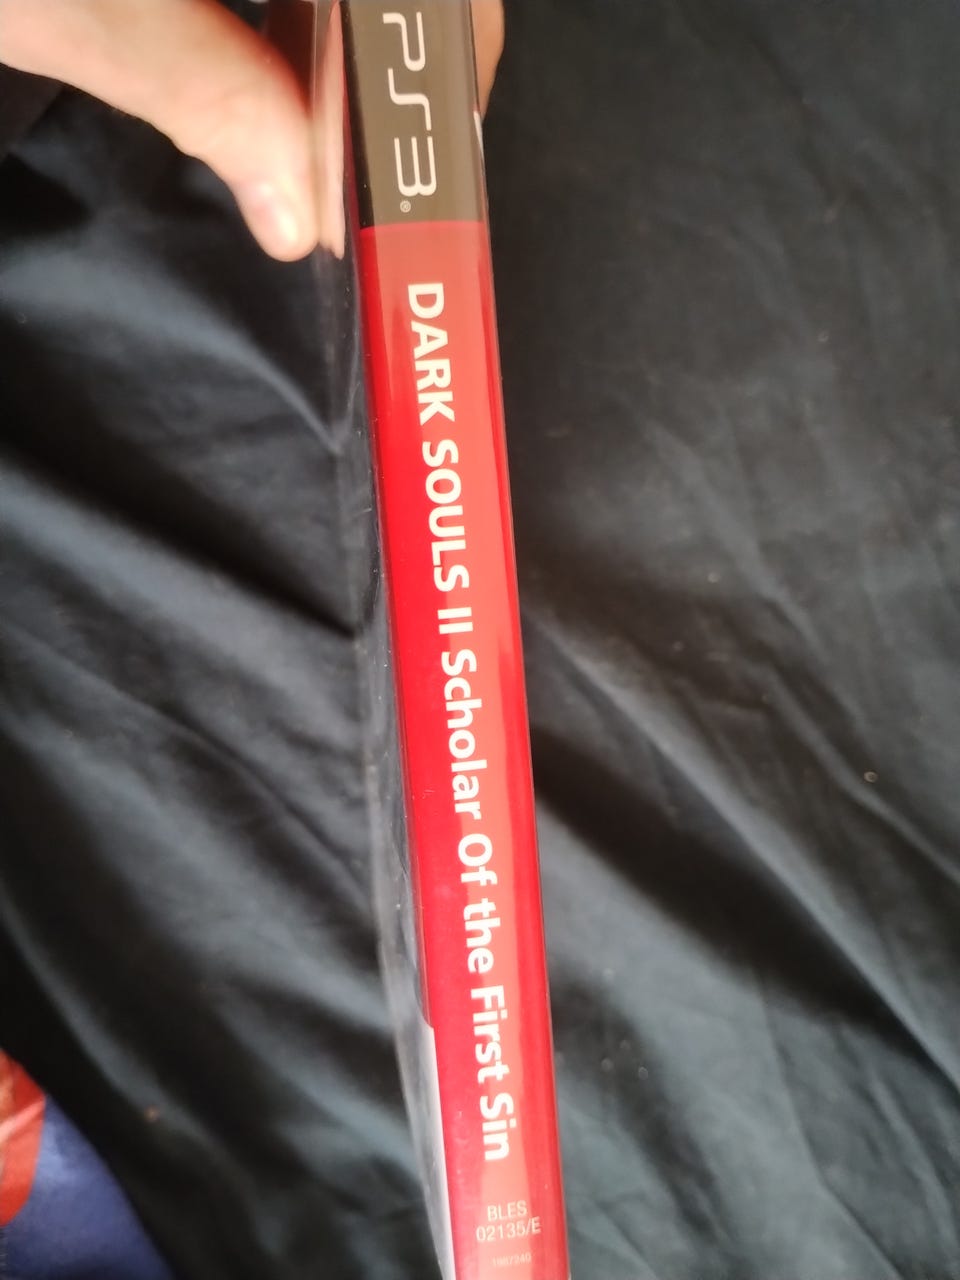 PS3®
DARK SOULS II Scholar Of the First Sin
BLES
02135/E